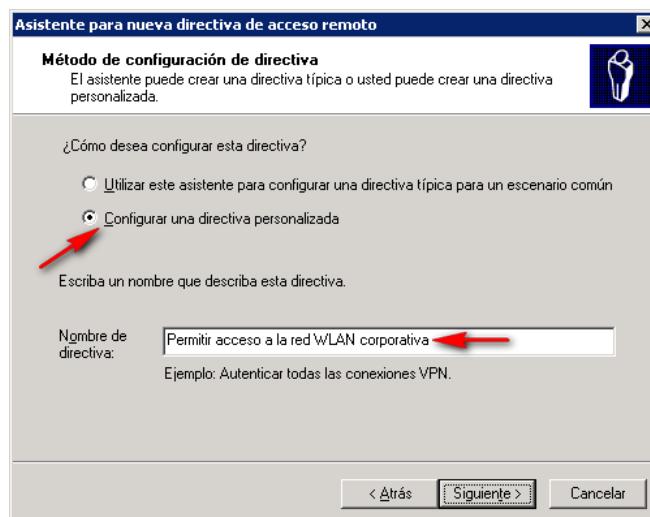 Asistente para nueva directiva de acceso remoto
Método de configuración de directiva
El asistente puede crear una directiva típica o usted puede crear una directiva
personalizada.
¿Cómo desea configurar esta directiva?
Utilizar este asistente para configurar una directiva típica para un escenario común
Configurar una directiva personalizada
Escriba un nombre que describa esta directiva.
Nombre de
directiva:
Permitir acceso a la red WLAN corporativa
Ejemplo: Autenticar todas las conexiones VPN.
< Atrás
Siguiente >
Cancelar